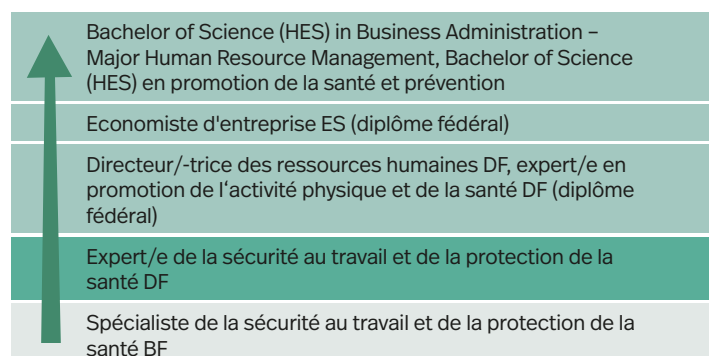 Bachelor of Science (HES) in Business Administration –
Major Human Resource Management, Bachelor of Science
(HES) en promotion de la santé et prévention
Economiste d'entreprise ES (diplôme fédéral)
Directeur/-trice des ressources humaines DF, expert/e en
promotion de l‘activité physique et de la santé DF (diplôme
fédéral)
Expert/e de la sécurité au travail et de la protection de la
santé DF
Spécialiste de la sécurité au travail et de la protection de la
santé BF